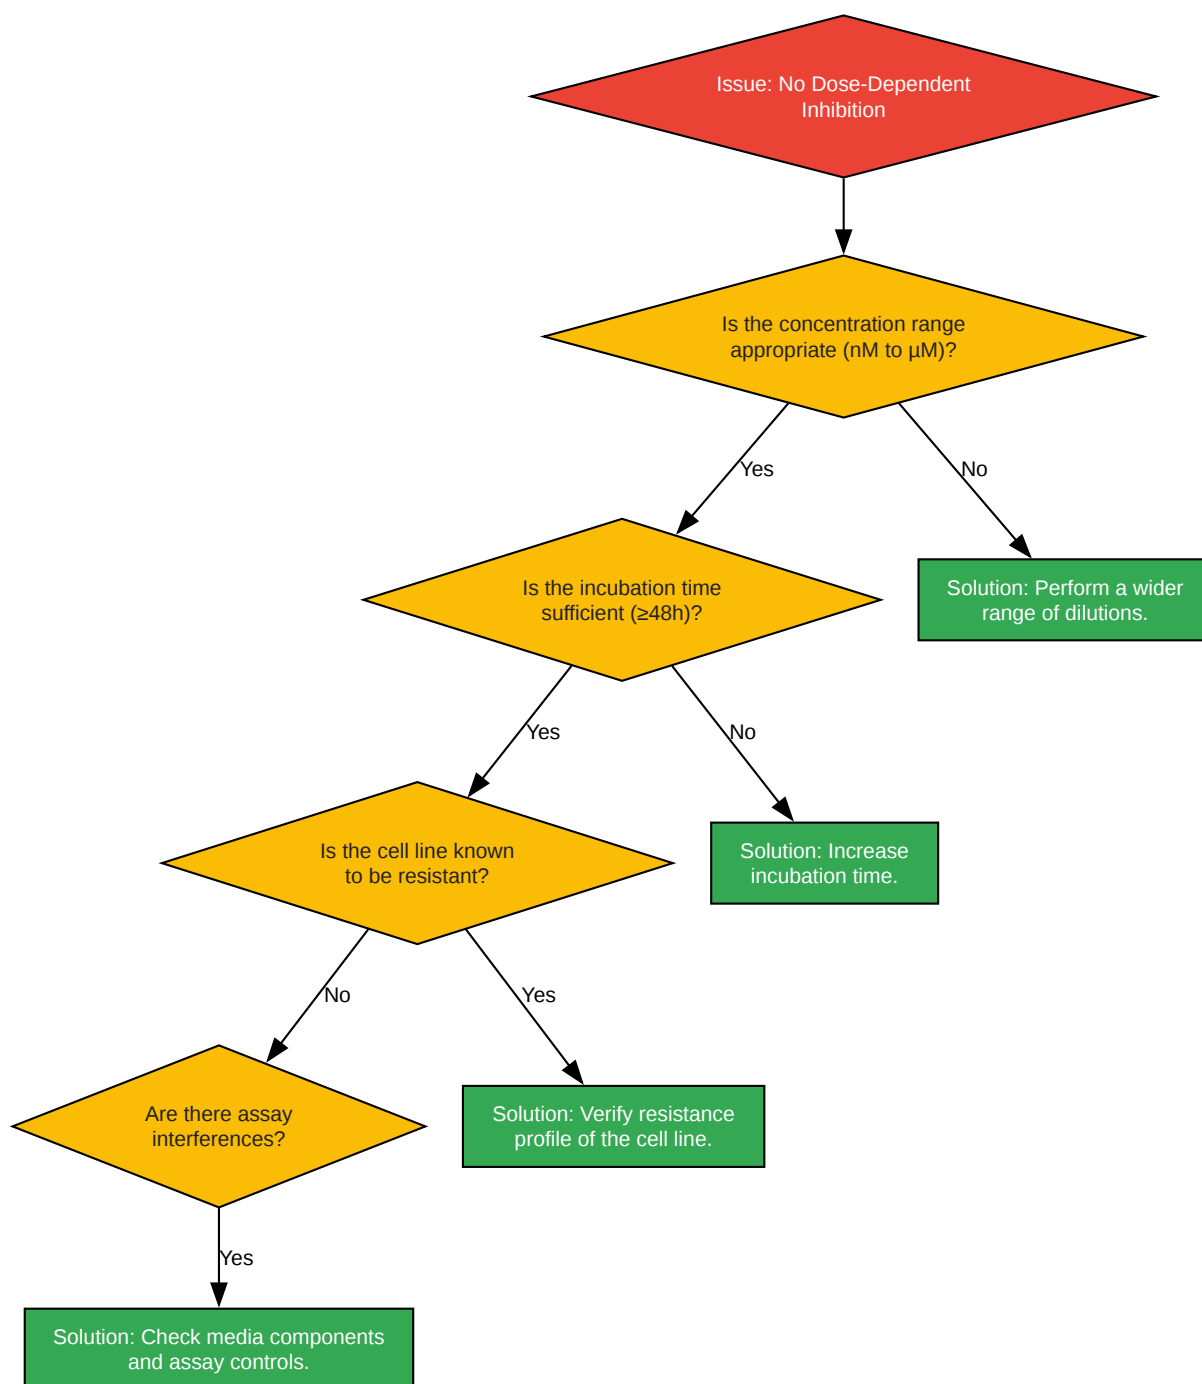 Issue: No Dose-Dependent
Inhibition
Is the concentration range
appropriate (nM to µM)?
Yes
No
Is the incubation time
sufficient (≥48h)?
Solution: Perform a wider
range of dilutions.
Yes
No
Is the cell line known
to be resistant?
Solution: Increase
incubation time.
No
Yes
Are there assay
interferences?
Solution: Verify resistance
profile of the cell line.
Yes
Solution: Check media components
and assay controls.